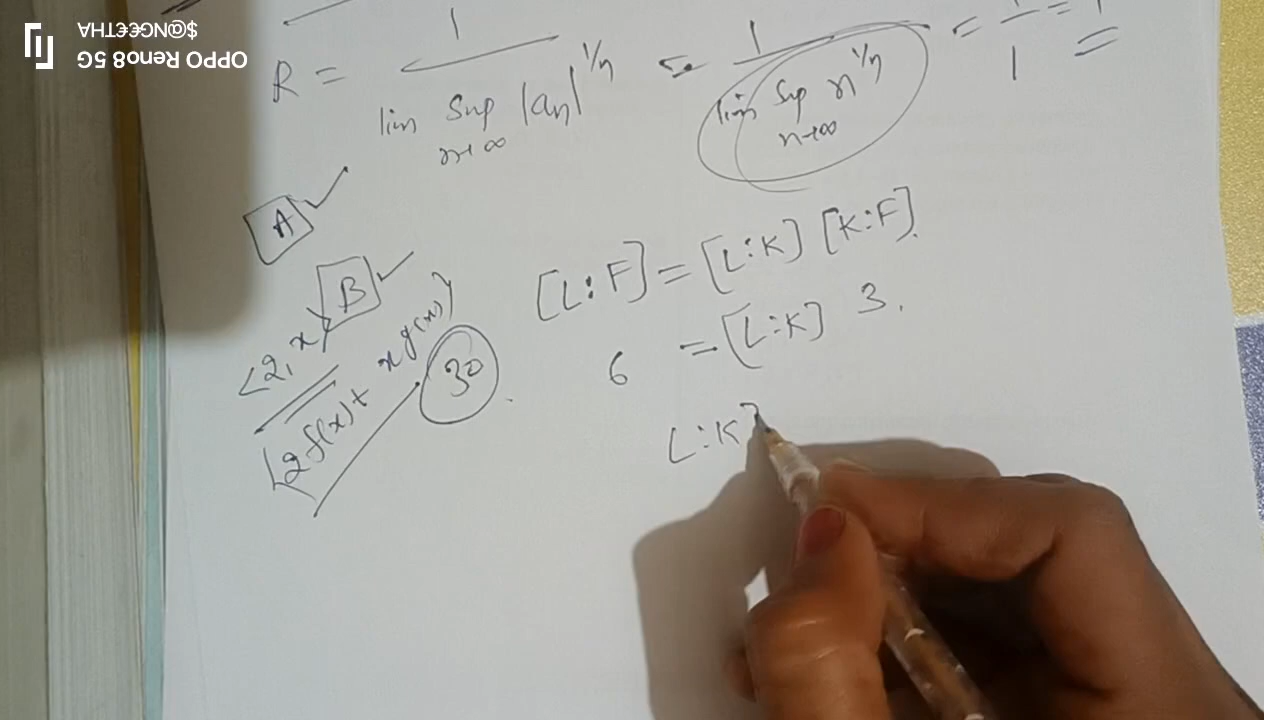 $@NGEETHA
OPPO Reno8 5G
R = 1 / lim Sup n→∞ |an|^1/n = 1 / lim Sup n→∞ n^1/n = 1/1 = 1
A ✓
B ✓
<2, x>
[2f(x) + x g(x)]
30
[L:F] = [L:K] [K:F].
6 = [L:K] 3.
L:K]